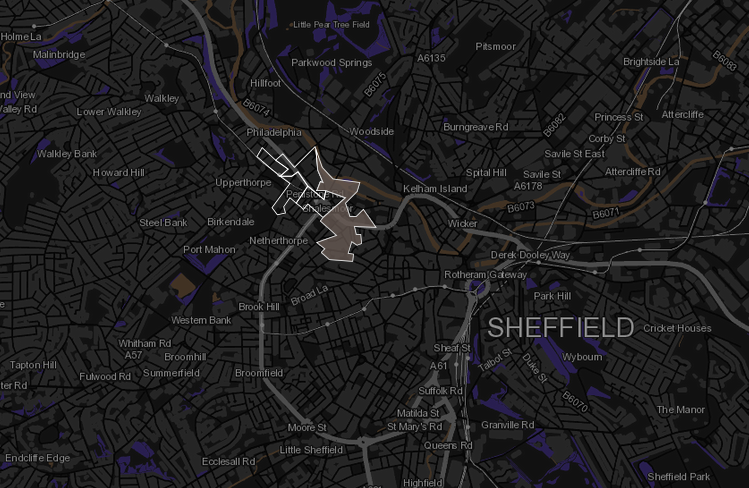 Little Pear Tree Field
Holme La
Malinbridge
Pitsmoor
A6135
Parkwood Springs
Brightside La
B6083
Hillfoot
B6075
nd View
Valley Rd
Walkley
Lower Walkley
B6074
Attercliffe
Princess St
Philadelphia
Woodside
Burngreave Rd
B6082
Corby St
Walkley Bank
Savile St East
Howard Hill
Upperthorpe
Spital Hill
Savile St
Attercliffe Rd
A6178
Kelham Island
B6073
B6071
Steel Bank
Birkendale
Wicker
Netherthorpe
Port Mahon
Derek Dooley Way
Rotheram Gateway
Broad La
Park Hill
Brook Hill
Western Bank
SHEFFIELD
Cricket Houses
Whitham Rd
A57
Broomhill
Sheaf St
Talbot St
Wybourn
Tapton Hill
Summerfield
Broomfield
A61
Duke St
Fulwood Rd
ter Rd
Suffolk Rd
B6070
Matilda St
The Manor
Moore St
St Mary's Rd
Granville Rd
Little Sheffield
Queens Rd
Endcliffe Edge
Ecclesall Rd
Highfield
Sheffield Park